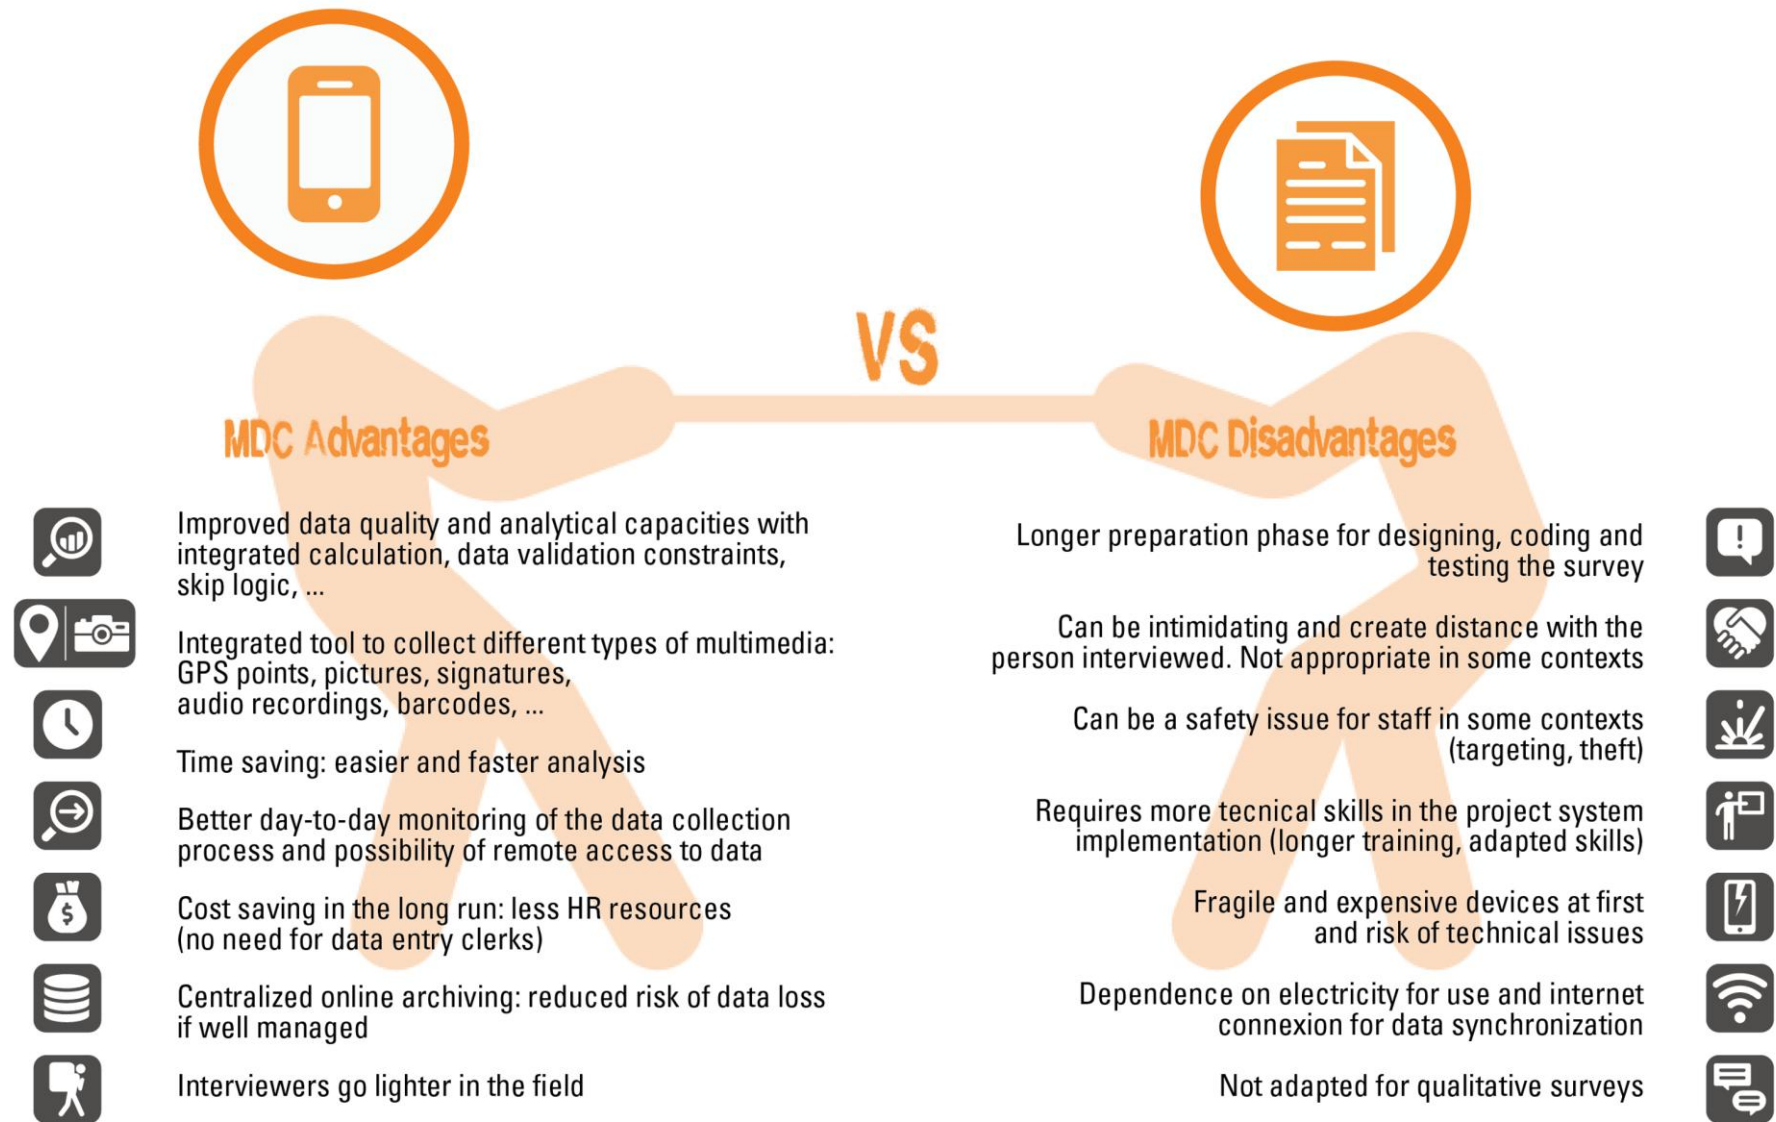 VS
MDC Advantages
Improved data quality and analytical capacities with
integrated calculation, data validation constraints,
skip logic, ...
Integrated tool to collect different types of multimedia:
GPS points, pictures, signatures,
audio recordings, barcodes, ...
Time saving: easier and faster analysis
Better day-to-day monitoring of the data collection
process and possibility of remote access to data
$
Cost saving in the long run: less HR resources
(no need for data entry clerks)
Centralized online archiving: reduced risk of data loss
if well managed
Interviewers go lighter in the field
MDC Disadvantages
Longer preparation phase for designing, coding and
testing the survey
!
Can be intimidating and create distance with the
person interviewed. Not appropriate in some contexts
Can be a safety issue for staff in some contexts
(targeting, theft)
Requires more tecnical skills in the project system
implementation (longer training, adapted skills)
Fragile and expensive devices at first
and risk of technical issues
Dependence on electricity for use and internet
connexion for data synchronization
Not adapted for qualitative surveys